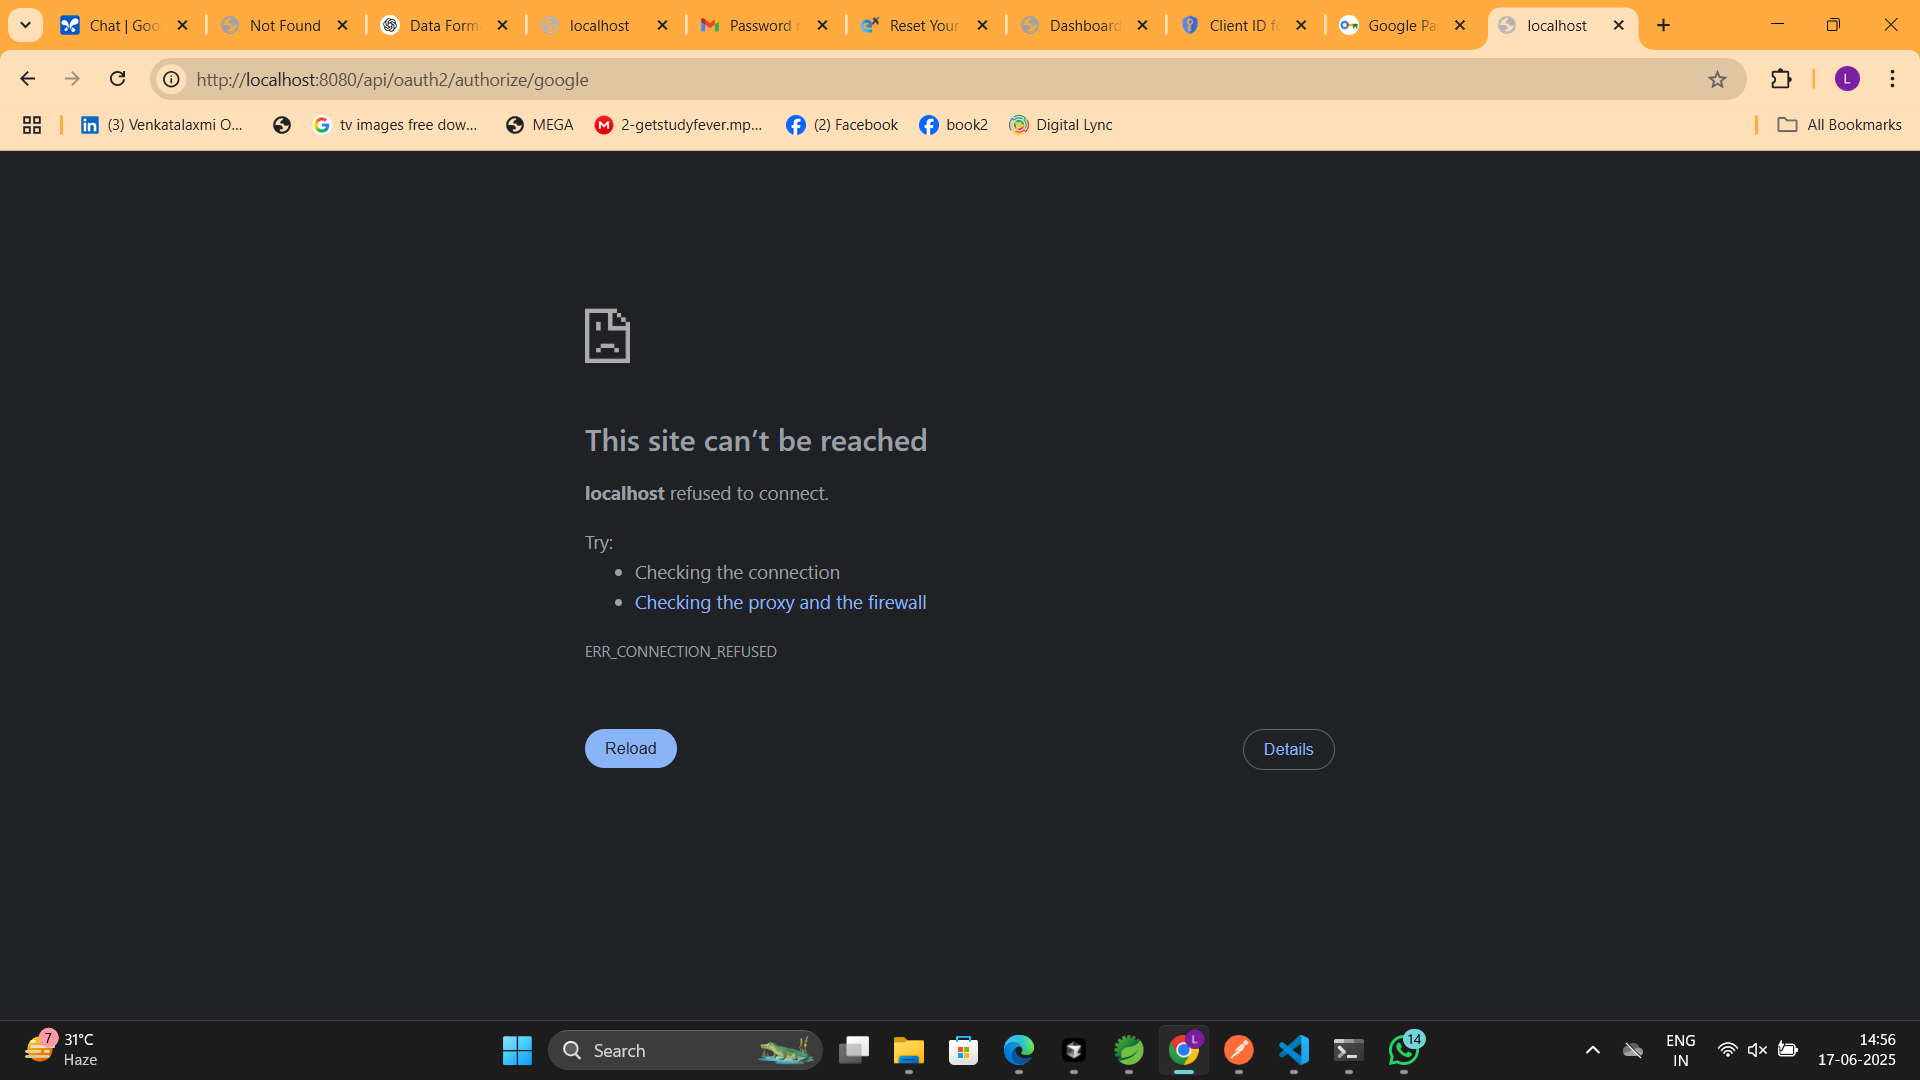 Chat | Goo
Not Found
Data Form
localhost
Password r
Reset Your
Dashboard
Client ID f
Google Pa
localhost
http://localhost:8080/api/oauth2/authorize/google
L
(3) Venkatalaxmi O...
tv images free dow...
MEGA
2-getstudyfever.mp...
(2) Facebook
book2
Digital Lync
All Bookmarks
This site can’t be reached
localhost refused to connect.
Try:
• Checking the connection
• Checking the proxy and the firewall
ERR_CONNECTION_REFUSED
Reload
Details
7
31°C
Haze
Search
L
14
ENG
IN
14:56
17-06-2025